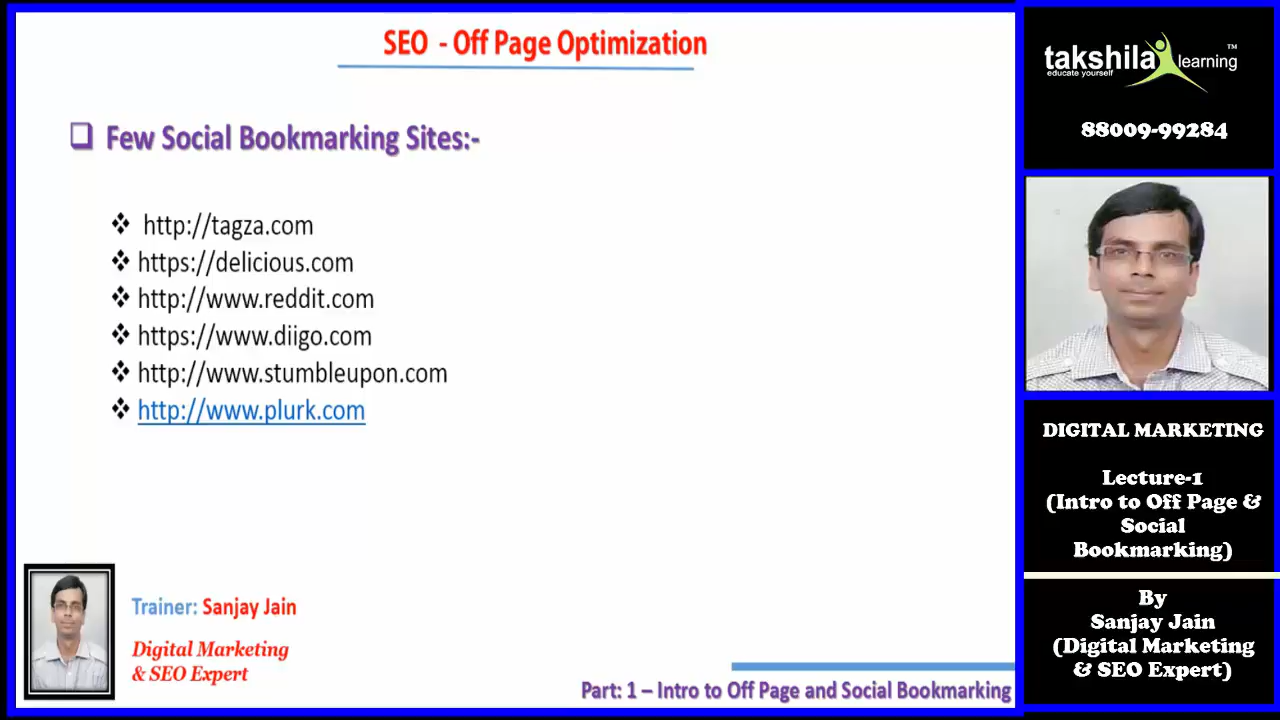 SEO - Off Page Optimization
Few Social Bookmarking Sites:-
http://tagza.com
https://delicious.com
http://www.reddit.com
https://www.diigo.com
http://www.stumbleupon.com
http://www.plurk.com
Trainer: Sanjay Jain
Digital Marketing
& SEO Expert
Part: 1 – Intro to Off Page and Social Bookmarking
takshila learning™
educate yourself
88009-99284
DIGITAL MARKETING
Lecture-1
(Intro to Off Page &
Social
Bookmarking)
By
Sanjay Jain
(Digital Marketing
& SEO Expert)